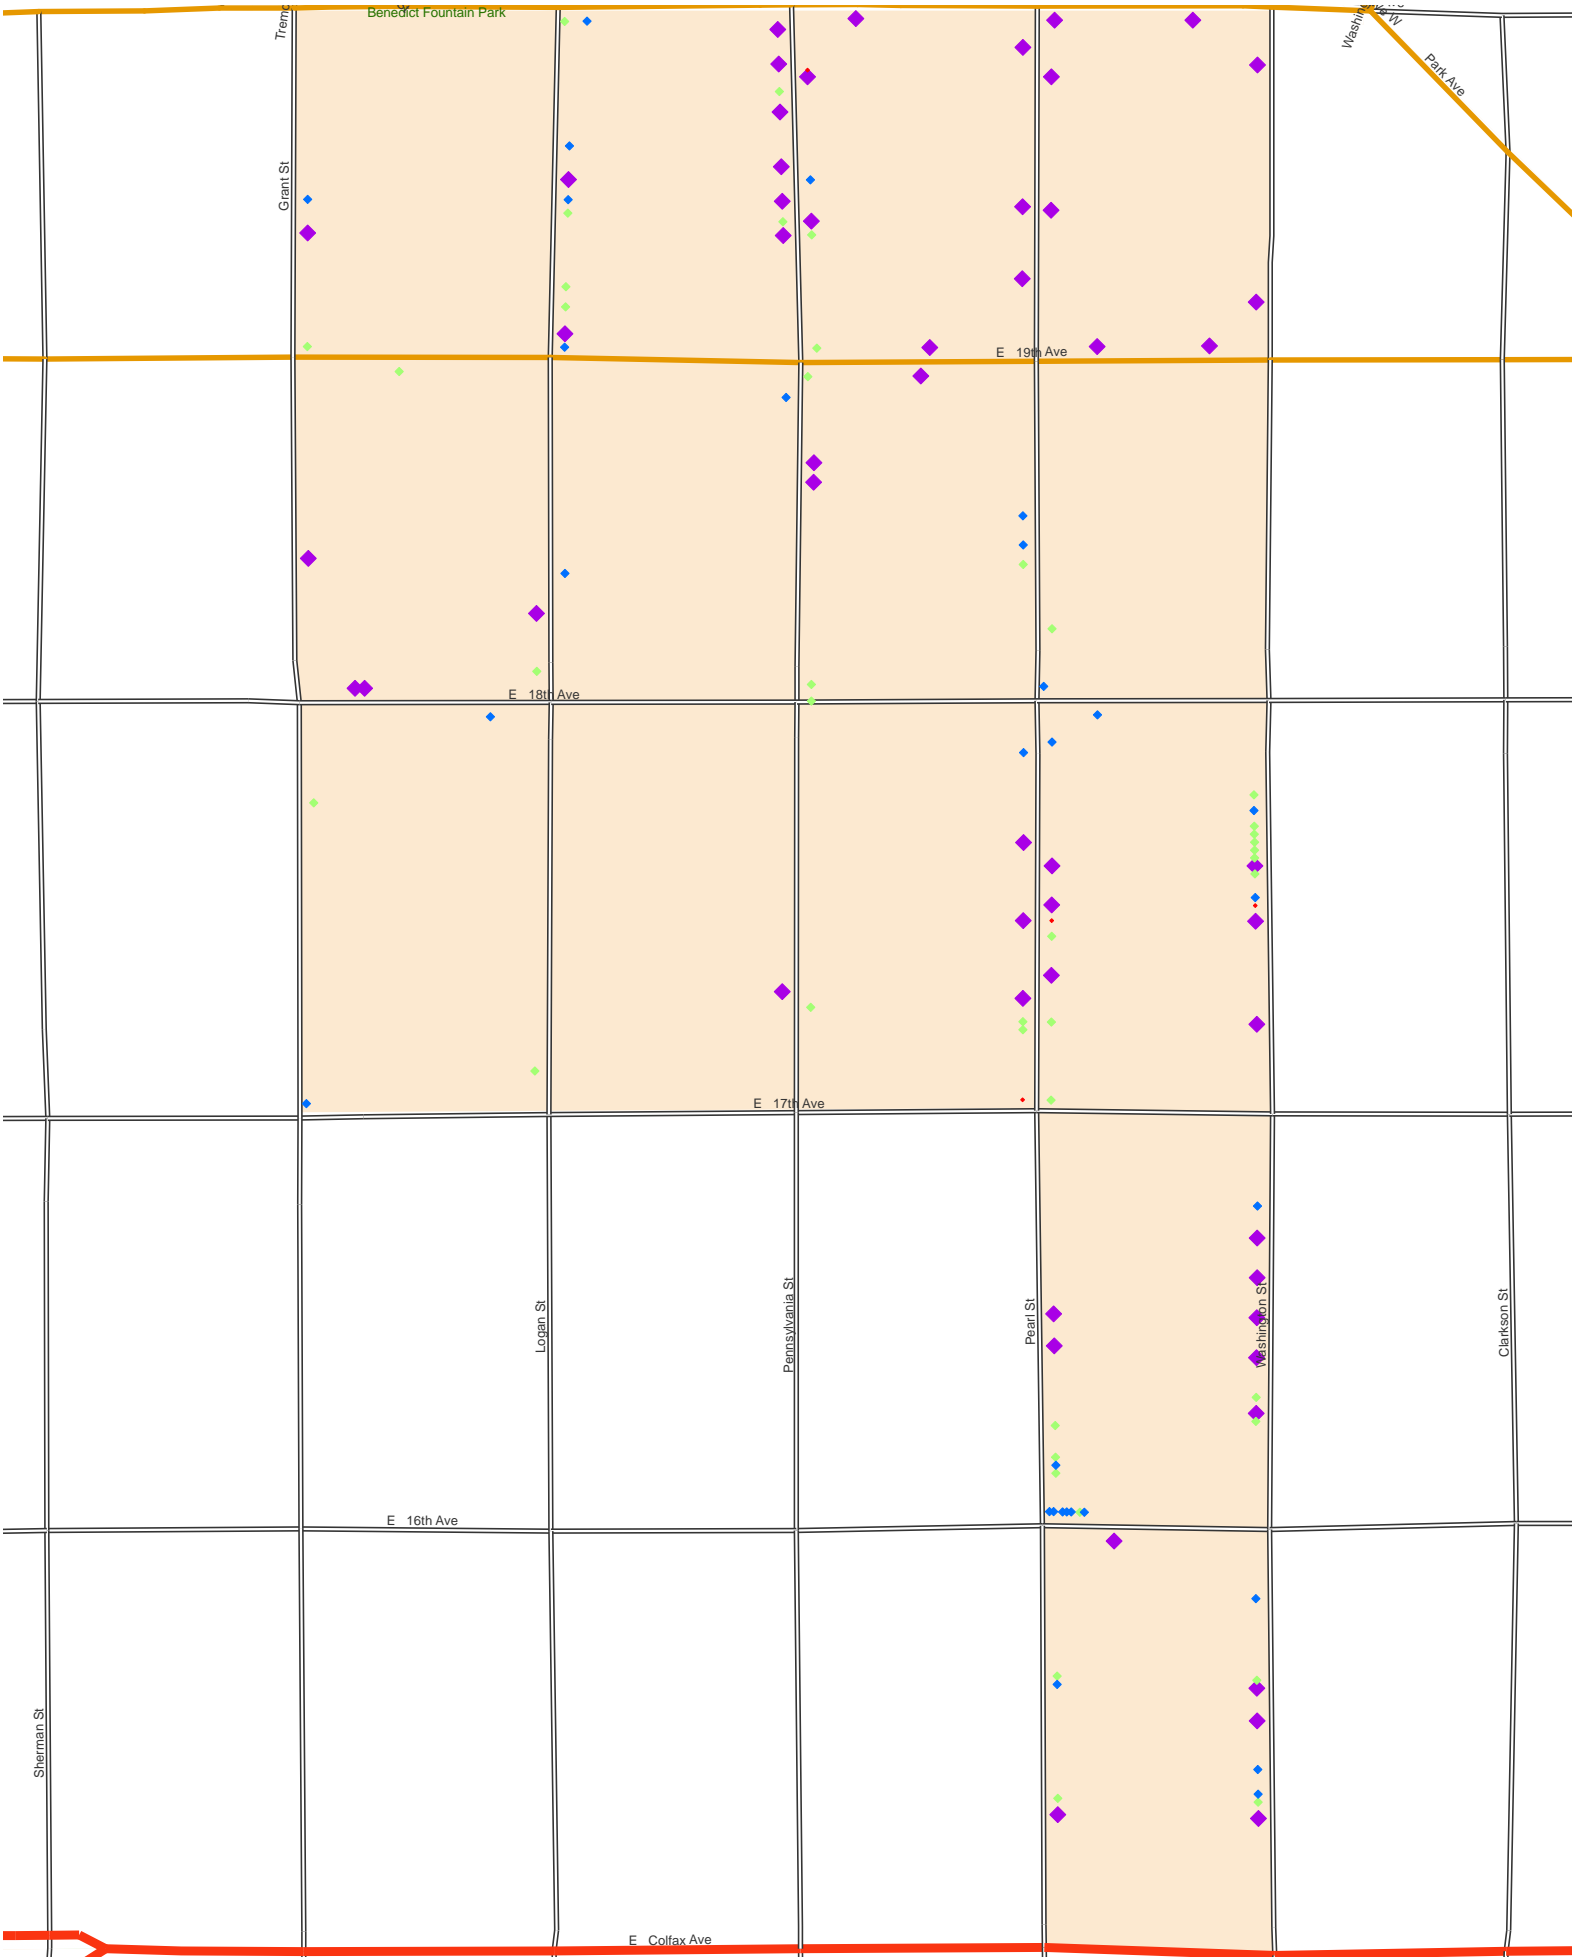 Benedict Fountain Park
Park Ave
Grant St
E 19th Ave
E 18th Ave
E 17th Ave
Logan St
Pennsylvania St
Pearl St
Washington St
Clarkson St
E 16th Ave
Sherman St
E Colfax Ave